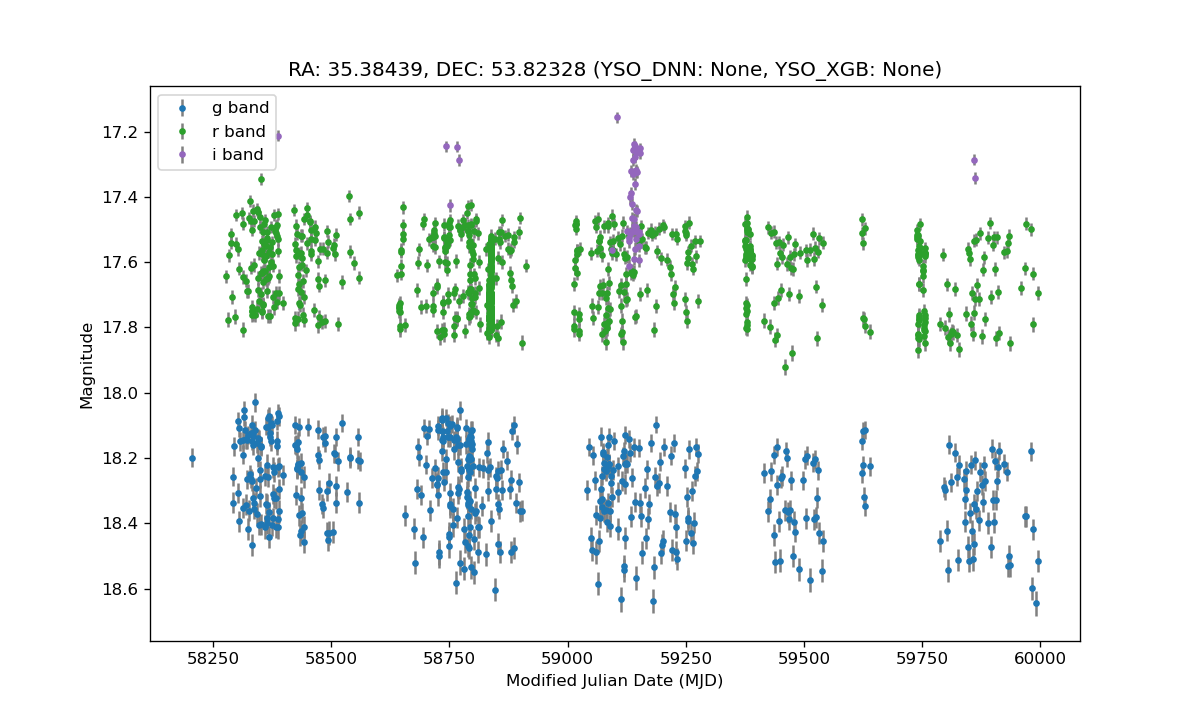 RA: 35.38439, DEC: 53.82328 (YSO_DNN: None, YSO_XGB: None)
g band
r band
i band
17.2
17.4
17.6
17.8
18.0
18.2
18.4
18.6
Magnitude
58250 58500 58750 59000 59250 59500 59750 60000
Modified Julian Date (MJD)